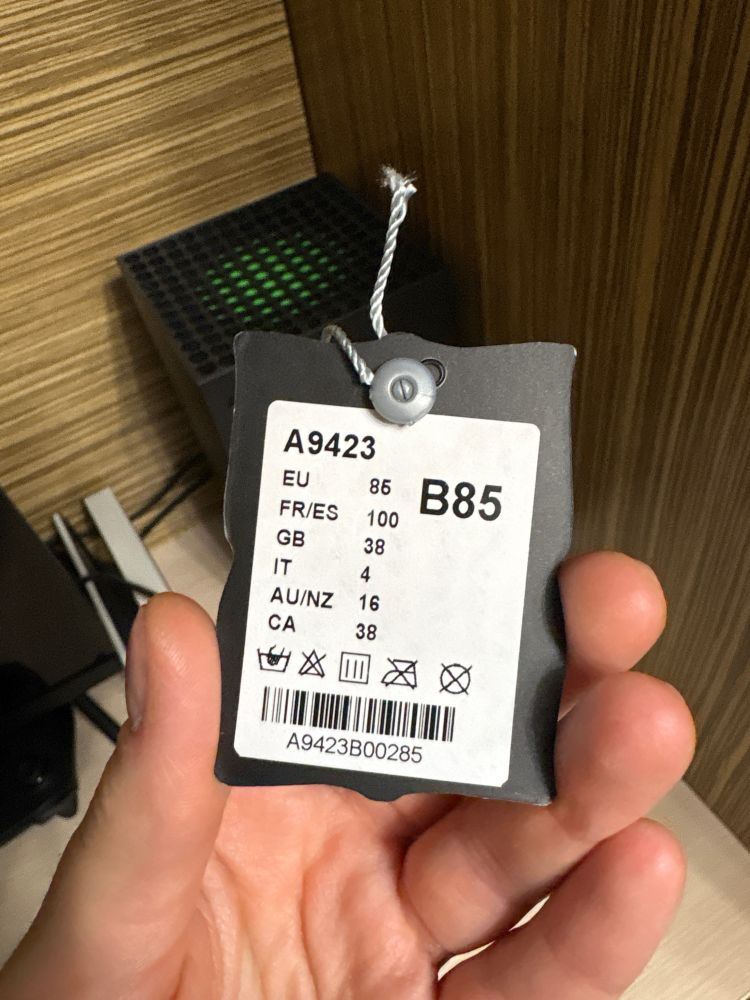 A9423
EU 85 B85
FR/ES 100
GB 38
IT 4
AU/NZ 16
CA 38
A9423B00285